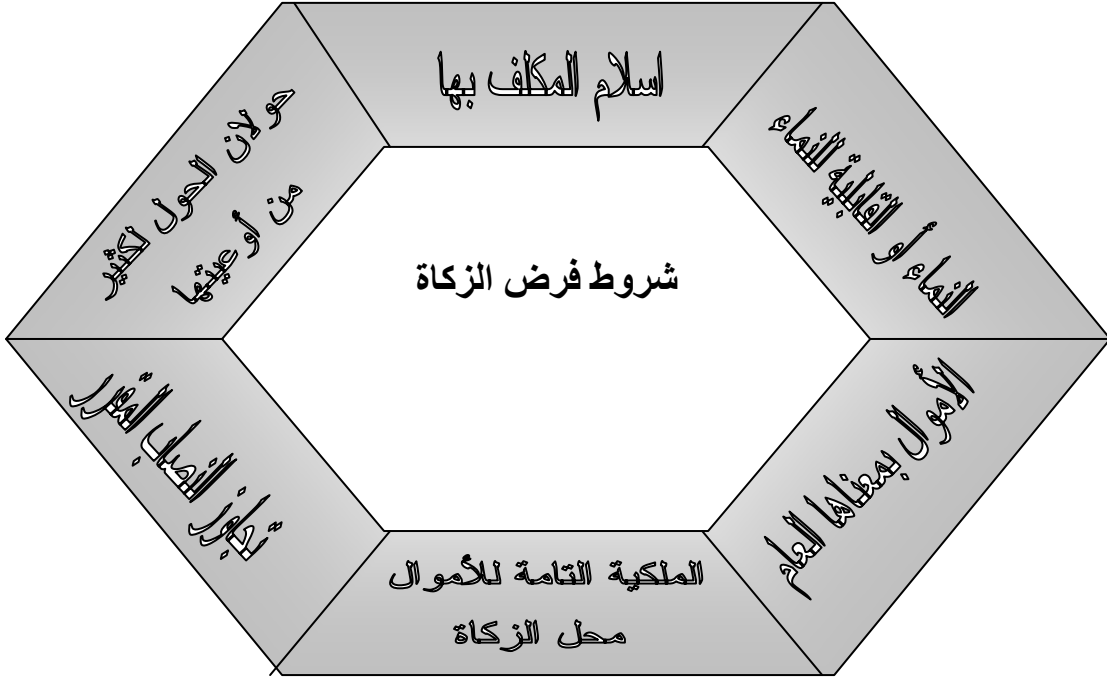 اسلام المكلف بها
النماء أو القابلية للنماء
الأموال بمعناها العام
الملكية التامة للأموال
محل الزكاة
تجاوز النصاب المقرر
حولان الحول لكثير
من أوعيتها
شروط فرض الزكاة